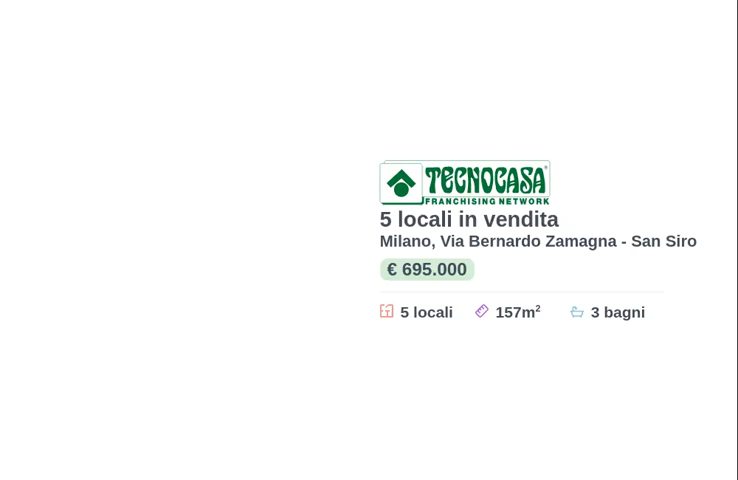 TECNOCASA
FRANCHISING NETWORK
5 locali in vendita
Milano, Via Bernardo Zamagna - San Siro
€ 695.000
5 locali 157m² 3 bagni